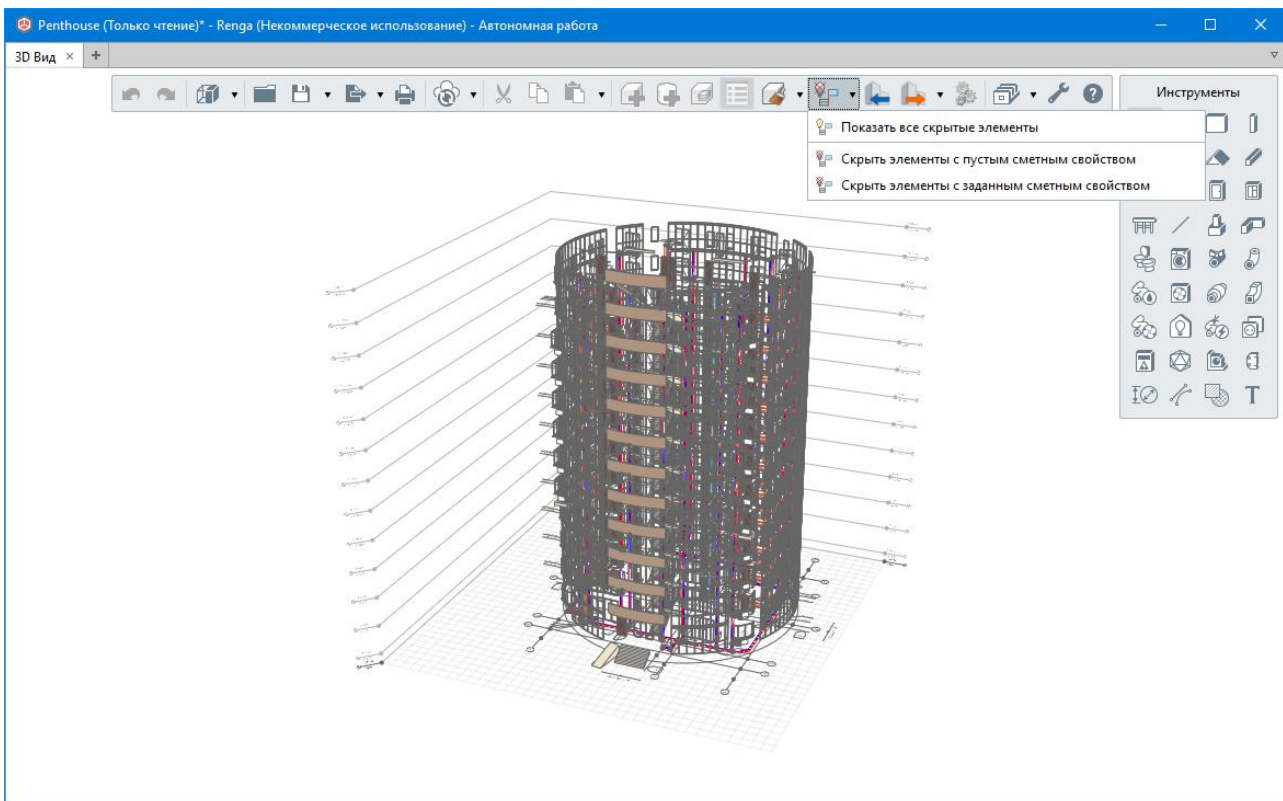 Penthouse (Только чтение)* - Renga (Некоммерческое использование) - Автономная работа
3D Вид
Инструменты
Показать все скрытые элементы
Скрыть элементы с пустым сметным свойством
Скрыть элементы с заданным сметным свойством